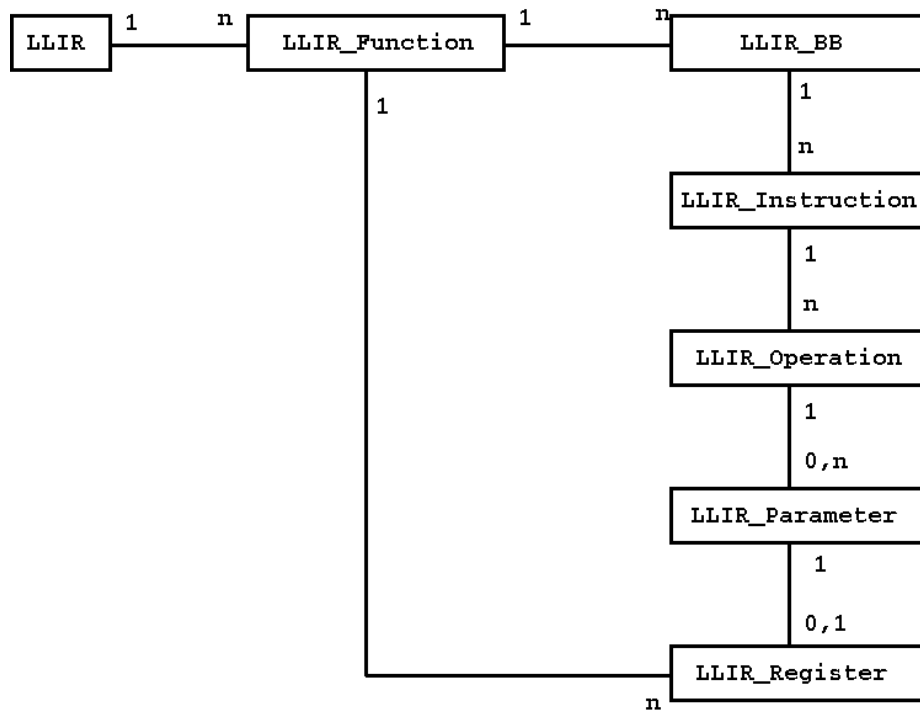 1 n 1 n
LLIR LLIR_Function LLIR_BB
1 1
n
LLIR_Instruction
1
n
LLIR_Operation
1
0,n
LLIR_Parameter
1
0,1
LLIR_Register
n